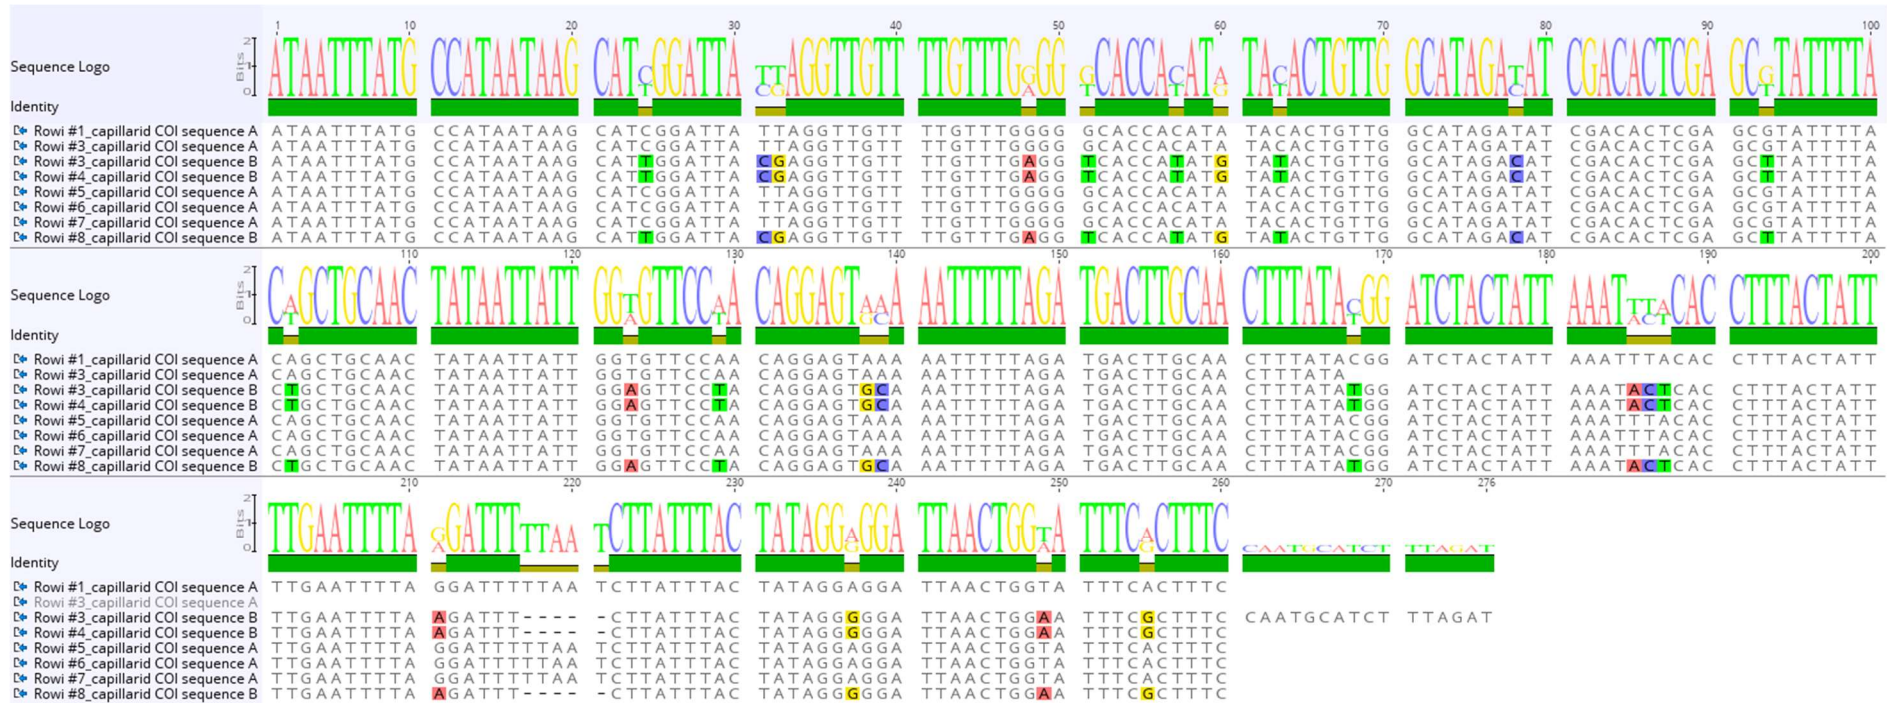 1 10 20 30 40 50 60 70 80 90 100
Sequence Logo Bits 2 1 0
Identity
Rowi #1_capillarid COI sequence A ATAATTTATG CCATAATAAG CATCGGATTA TTAGGTTGTT TTGTTTGGGG GCACCACATA TACACTGTTG GCATAGATAT CGACACTCGA GCGTATTTTA
Rowi #3_capillarid COI sequence A ATAATTTATG CCATAATAAG CATCGGATTA TTAGGTTGTT TTGTTTGGGG GCACCACATA TACACTGTTG GCATAGATAT CGACACTCGA GCGTATTTTA
Rowi #3_capillarid COI sequence B ATAATTTATG CCATAATAAG CATTGGATTA CGAGGTTGTT TTGTTTGAGG TCACCATATG TATACTGTTG GCATAGACAT CGACACTCGA GCTTATTTTA
Rowi #4_capillarid COI sequence B ATAATTTATG CCATAATAAG CATTGGATTA CGAGGTTGTT TTGTTTGAGG TCACCATATG TATACTGTTG GCATAGACAT CGACACTCGA GCTTATTTTA
Rowi #5_capillarid COI sequence A ATAATTTATG CCATAATAAG CATCGGATTA TTAGGTTGTT TTGTTTGGGG GCACCACATA TACACTGTTG GCATAGATAT CGACACTCGA GCGTATTTTA
Rowi #6_capillarid COI sequence A ATAATTTATG CCATAATAAG CATCGGATTA TTAGGTTGTT TTGTTTGGGG GCACCACATA TACACTGTTG GCATAGATAT CGACACTCGA GCGTATTTTA
Rowi #7_capillarid COI sequence A ATAATTTATG CCATAATAAG CATCGGATTA TTAGGTTGTT TTGTTTGGGG GCACCACATA TACACTGTTG GCATAGATAT CGACACTCGA GCGTATTTTA
Rowi #8_capillarid COI sequence B ATAATTTATG CCATAATAAG CATTGGATTA CGAGGTTGTT TTGTTTGAGG TCACCATATG TATACTGTTG GCATAGACAT CGACACTCGA GCTTATTTTA
110 120 130 140 150 160 170 180 190 200
Sequence Logo Bits 2 1 0
Identity
Rowi #1_capillarid COI sequence A CAGCTGCAAC TATAATTATT GGTGTTCCAA CAGGAGTAAA AATTTTTAGA TGACTTGCAA CTTTATACGG ATCTACTATT AAATTTACAC CTTTACTATT
Rowi #3_capillarid COI sequence A CAGCTGCAAC TATAATTATT GGTGTTCCAA CAGGAGTAAA AATTTTTAGA TGACTTGCAA CTTTATA
Rowi #3_capillarid COI sequence B CTGCTGCAAC TATAATTATT GGAGTTCCTA CAGGAGTGCA AATTTTTAGA TGACTTGCAA CTTTATATGG ATCTACTATT AAATACTCAC CTTTACTATT
Rowi #4_capillarid COI sequence B CTGCTGCAAC TATAATTATT GGAGTTCCTA CAGGAGTGCA AATTTTTAGA TGACTTGCAA CTTTATATGG ATCTACTATT AAATACTCAC CTTTACTATT
Rowi #5_capillarid COI sequence A CAGCTGCAAC TATAATTATT GGTGTTCCAA CAGGAGTAAA AATTTTTAGA TGACTTGCAA CTTTATACGG ATCTACTATT AAATTTACAC CTTTACTATT
Rowi #6_capillarid COI sequence A CAGCTGCAAC TATAATTATT GGTGTTCCAA CAGGAGTAAA AATTTTTAGA TGACTTGCAA CTTTATACGG ATCTACTATT AAATTTACAC CTTTACTATT
Rowi #7_capillarid COI sequence A CAGCTGCAAC TATAATTATT GGTGTTCCAA CAGGAGTAAA AATTTTTAGA TGACTTGCAA CTTTATACGG ATCTACTATT AAATTTACAC CTTTACTATT
Rowi #8_capillarid COI sequence B CTGCTGCAAC TATAATTATT GGAGTTCCTA CAGGAGTGCA AATTTTTAGA TGACTTGCAA CTTTATATGG ATCTACTATT AAATACTCAC CTTTACTATT
210 220 230 240 250 260 270 276
Sequence Logo Bits 2 1 0
Identity
Rowi #1_capillarid COI sequence A TTGAATTTTA GGATTTTTAA TCTTATTTAC TATAGGAGGA TTAACTGGTA TTTCACTTTC
Rowi #3_capillarid COI sequence A
Rowi #3_capillarid COI sequence B TTGAATTTTA AGATTT---- -CTTATTTAC TATAGGGGGA TTAACTGGAA TTTCGCTTTC CAATGCATCT TTAGAT
Rowi #4_capillarid COI sequence B TTGAATTTTA AGATTT---- -CTTATTTAC TATAGGGGGA TTAACTGGAA TTTCGCTTTC
Rowi #5_capillarid COI sequence A TTGAATTTTA GGATTTTTAA TCTTATTTAC TATAGGAGGA TTAACTGGTA TTTCACTTTC
Rowi #6_capillarid COI sequence A TTGAATTTTA GGATTTTTAA TCTTATTTAC TATAGGAGGA TTAACTGGTA TTTCACTTTC
Rowi #7_capillarid COI sequence A TTGAATTTTA GGATTTTTAA TCTTATTTAC TATAGGAGGA TTAACTGGTA TTTCACTTTC
Rowi #8_capillarid COI sequence B TTGAATTTTA AGATTT---- -CTTATTTAC TATAGGGGGA TTAACTGGAA TTTCGCTTTC